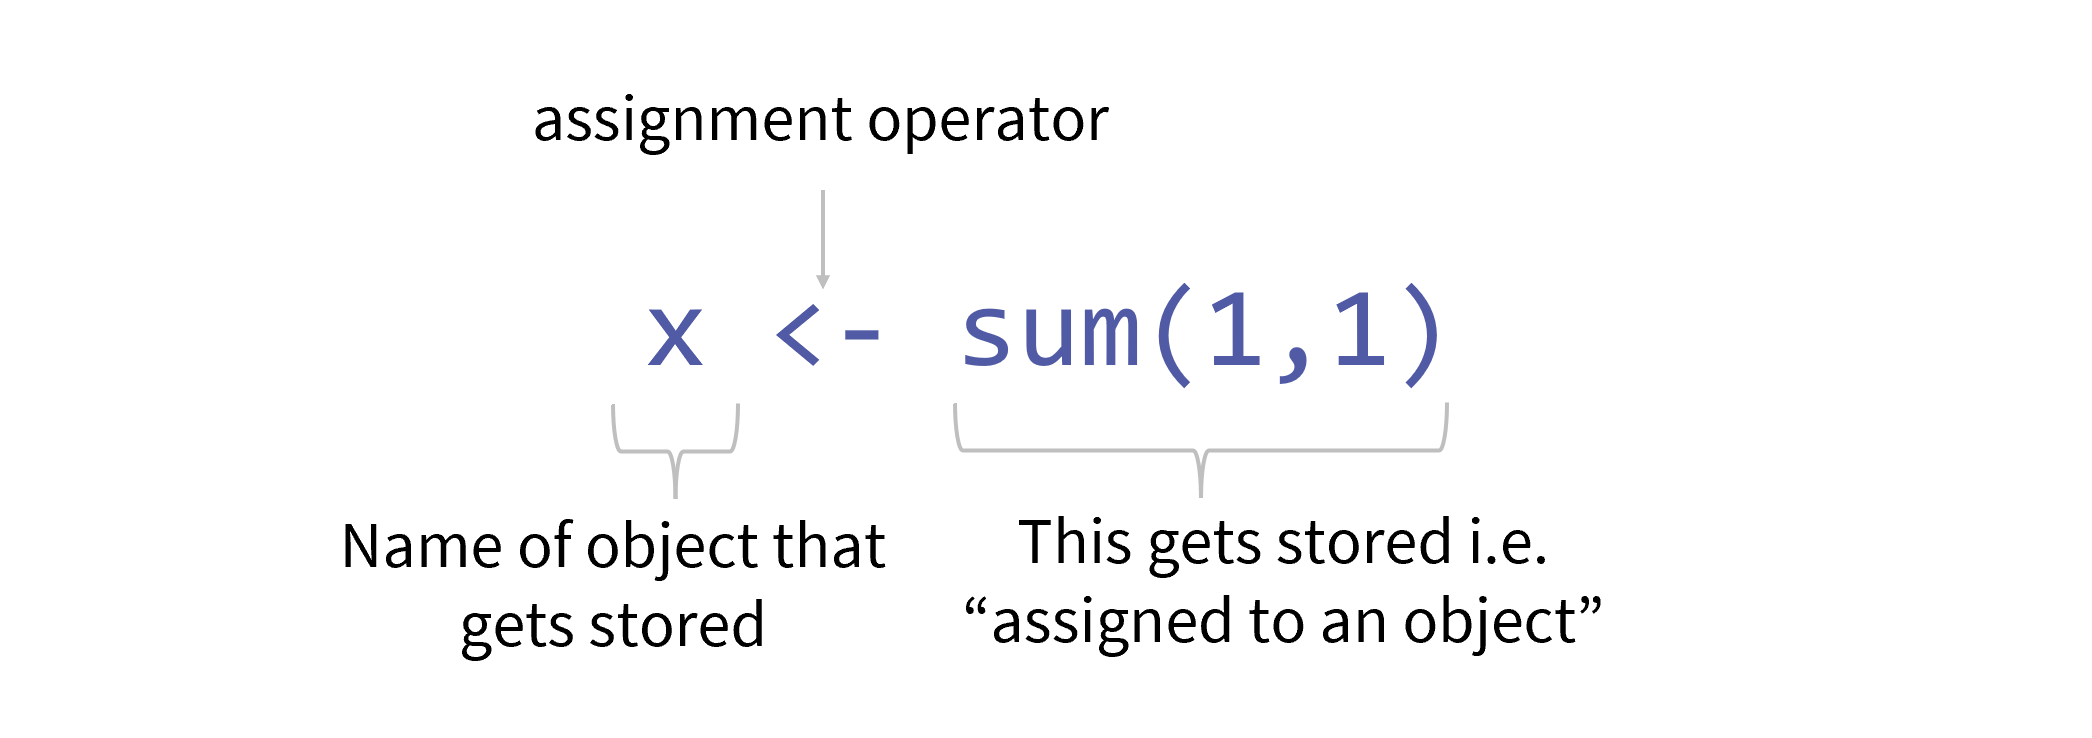 assignment operator
x <- sum(1,1)
Name of object that
gets stored
This gets stored i.e.
“assigned to an object”